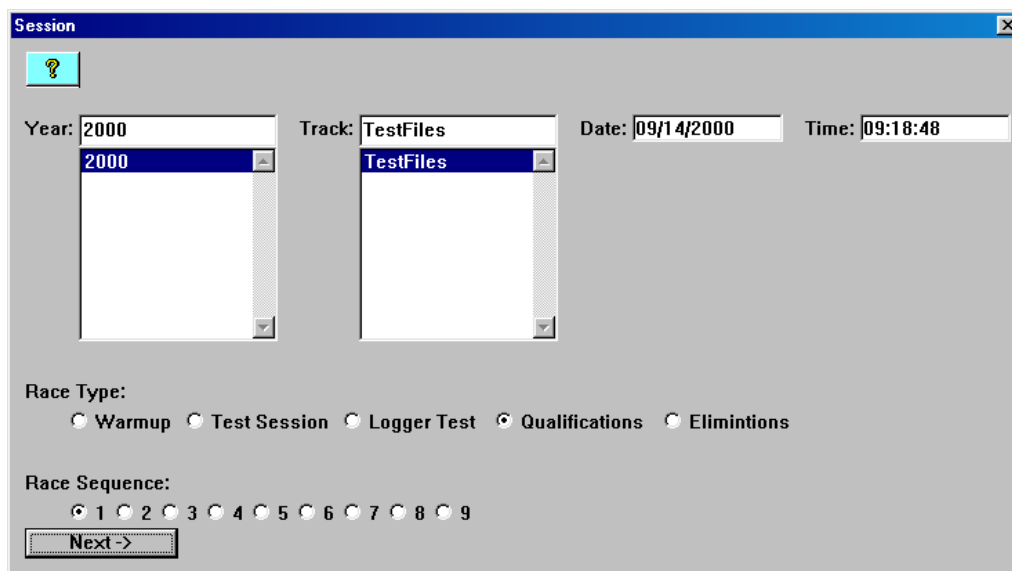 Session
?
Year: 2000 Track: TestFiles Date: 09/14/2000 Time: 09:18:48
2000 TestFiles
Race Type:
Warmup Test Session Logger Test Qualifications Elimintions
Race Sequence:
1 2 3 4 5 6 7 8 9
Next ->